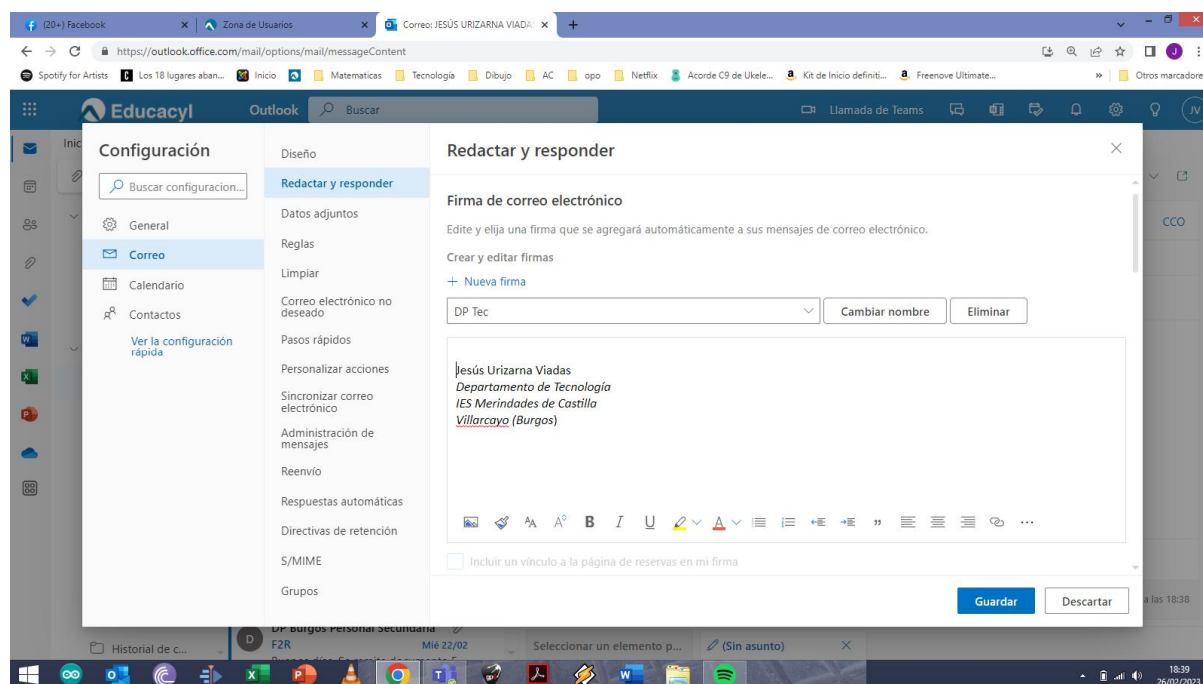 (20+) Facebook
Zona de Usuarios
Correo: JESÚS URIZARNA VIADA
https://outlook.office.com/mail/options/mail/messageContent
J
Spotify for Artists
Los 18 lugares aban...
Inicio
Matematicas
Tecnología
Dibujo
AC
opo
Netflix
Acorde C9 de Ukele...
Kit de Inicio definiti...
Freenove Ultimate...
Otros marcadore
Educacyl
Outlook
Buscar
Llamada de Teams
JV
Inic
CCO
Configuración
Buscar configuracion...
General
Correo
Calendario
Contactos
Ver la configuración
rápida
Diseño
Redactar y responder
Datos adjuntos
Reglas
Limpiar
Correo electrónico no
deseado
Pasos rápidos
Personalizar acciones
Sincronizar correo
electrónico
Administración de
mensajes
Reenvío
Respuestas automáticas
Directivas de retención
S/MIME
Grupos
Redactar y responder
Firma de correo electrónico
Edite y elija una firma que se agregará automáticamente a sus mensajes de correo electrónico.
Crear y editar firmas
+ Nueva firma
DP Tec
Cambiar nombre
Eliminar
Jesús Urizarna Viadas
Departamento de Tecnología
IES Merindades de Castilla
Villarcayo (Burgos)
Incluir un vínculo a la página de reservas en mi firma
Guardar
Descartar
a las 18:38
Historial de c...
D
DP Burgos Personal Secundaria
F2R
Mié 22/02
Seleccionar un elemento p...
(Sin asunto)
18:39
26/02/2023